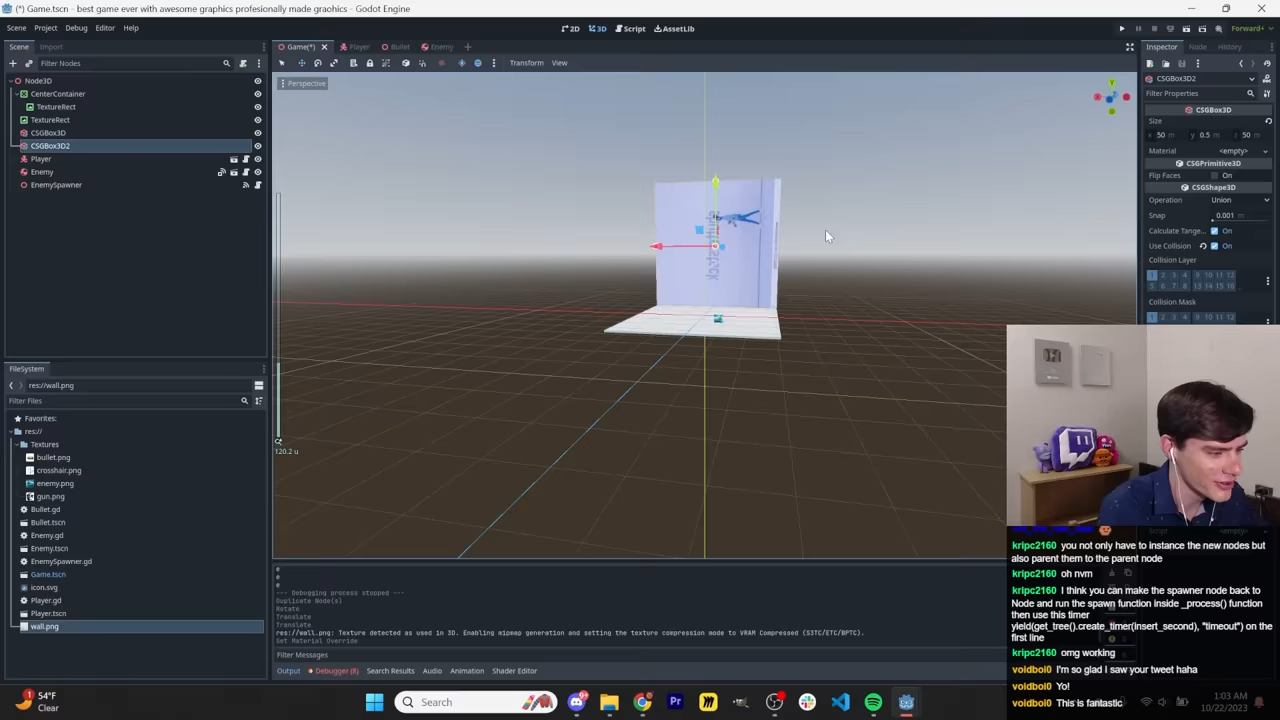 (*) Game.tscn - best game ever with awesome graphics profesionally made graohics - Godot Engine
Scene Project Debug Editor Help
2D 3D Script AssetLib
Forward+
Scene Import
Game(*) Player Bullet Enemy
Inspector Node History
Filter Nodes
Transform View
Node3D
CenterContainer
TextureRect
TextureRect
CSGBox3D
CSGBox3D2
Player
Enemy
EnemySpawner
Perspective
Y
X
shutterstock
120.2 u
CSGBox3D2
Filter Properties
CSGBox3D
Size
x 50 m y 0.5 m z 50 m
Material <empty>
CSGPrimitive3D
Flip Faces On
CSGShape3D
Operation Union
Snap 0.001 m
Calculate Tange.. On
Use Collision On
Collision Layer
1 2 3 4 9 10 11 12
5 6 7 8 13 14 15 16
Collision Mask
1 2 3 4 9 10 11 12
Script <empty>
FileSystem
res://wall.png
Filter Files
Favorites:
res://
Textures
bullet.png
crosshair.png
enemy.png
gun.png
Bullet.gd
Bullet.tscn
Enemy.gd
Enemy.tscn
EnemySpawner.gd
Game.tscn
icon.svg
Player.gd
Player.tscn
wall.png
e
e
e
--- Debugging process stopped ---
Duplicate Node(s)
Rotate
Translate
Translate
res://wall.png: Texture detected as used in 3D. Enabling mipmap generation and setting the texture compression mode to VRAM Compressed (S3TC/ETC/BPTC).
Set Material Override
Filter Messages
Output Debugger (8) Search Results Audio Animation Shader Editor
kripc2160 you not only have to instance the new nodes but
also parent them to the parent node
kripc2160 oh nvm
kripc2160 I think you can make the spawner node back to
Node and run the spawn function inside _process() function
then use this timer
yield(get_tree().create_timer(insert_second), "timeout") on the
first line
kripc2160 omg working
voidboi0 I'm so glad I saw your tweet haha
voidboi0 Yo!
voidboi0 This is fantastic
54°F
Clear
Search
1:03 AM
10/22/2023